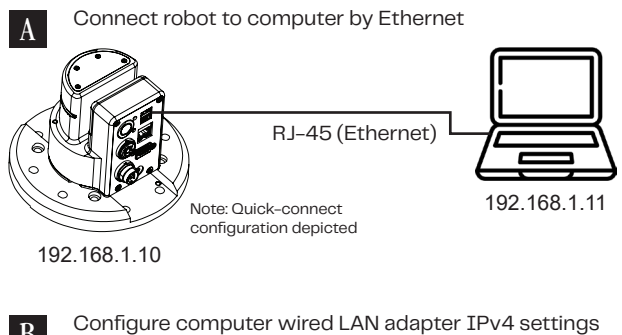 A
Connect robot to computer by Ethernet
RJ-45 (Ethernet)
Note: Quick-connect
configuration depicted
192.168.1.11
192.168.1.10
B
Configure computer wired LAN adapter IPv4 settings